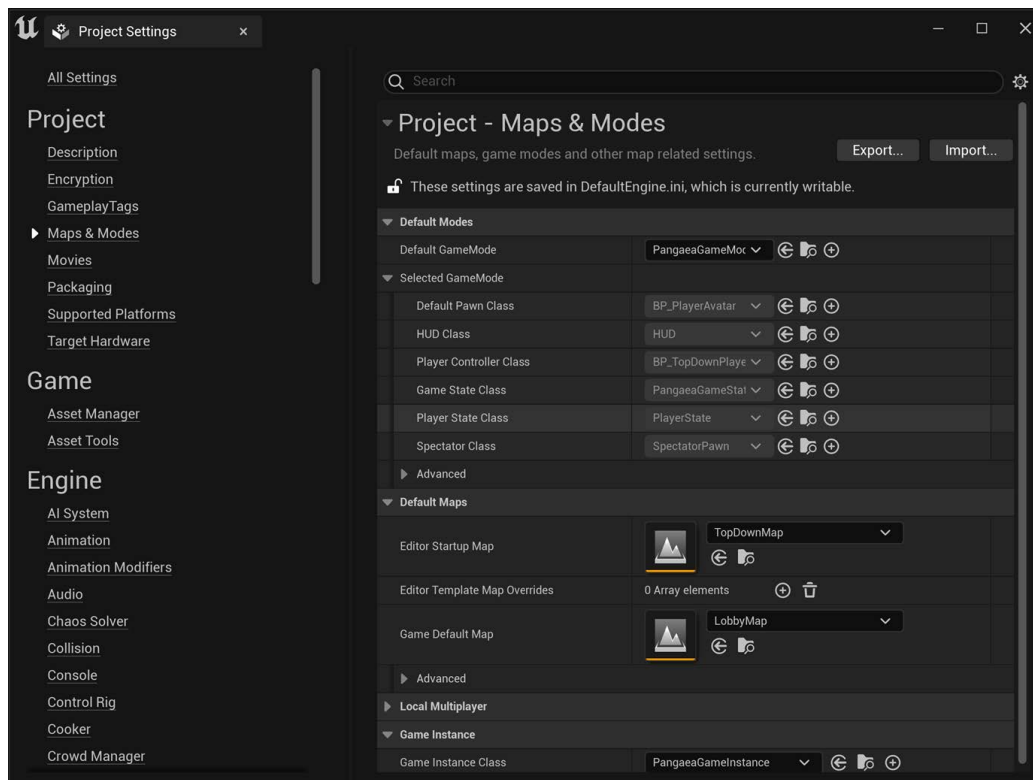 Project Settings
All Settings
Project
Description
Encryption
GameplayTags
Maps & Modes
Movies
Packaging
Supported Platforms
Target Hardware
Game
Asset Manager
Asset Tools
Engine
AI System
Animation
Animation Modifiers
Audio
Chaos Solver
Collision
Console
Control Rig
Cooker
Crowd Manager
Search
Project - Maps & Modes
Default maps, game modes and other map related settings.
Export... Import...
These settings are saved in DefaultEngine.ini, which is currently writable.
Default Modes
Default GameMode PangaeaGameMoc
Selected GameMode
Default Pawn Class BP_PlayerAvatar
HUD Class HUD
Player Controller Class BP_TopDownPlaye
Game State Class PangaeaGameStat
Player State Class PlayerState
Spectator Class SpectatorPawn
Advanced
Default Maps
Editor Startup Map TopDownMap
Editor Template Map Overrides 0 Array elements
Game Default Map LobbyMap
Advanced
Local Multiplayer
Game Instance
Game Instance Class PangaeaGameInstance